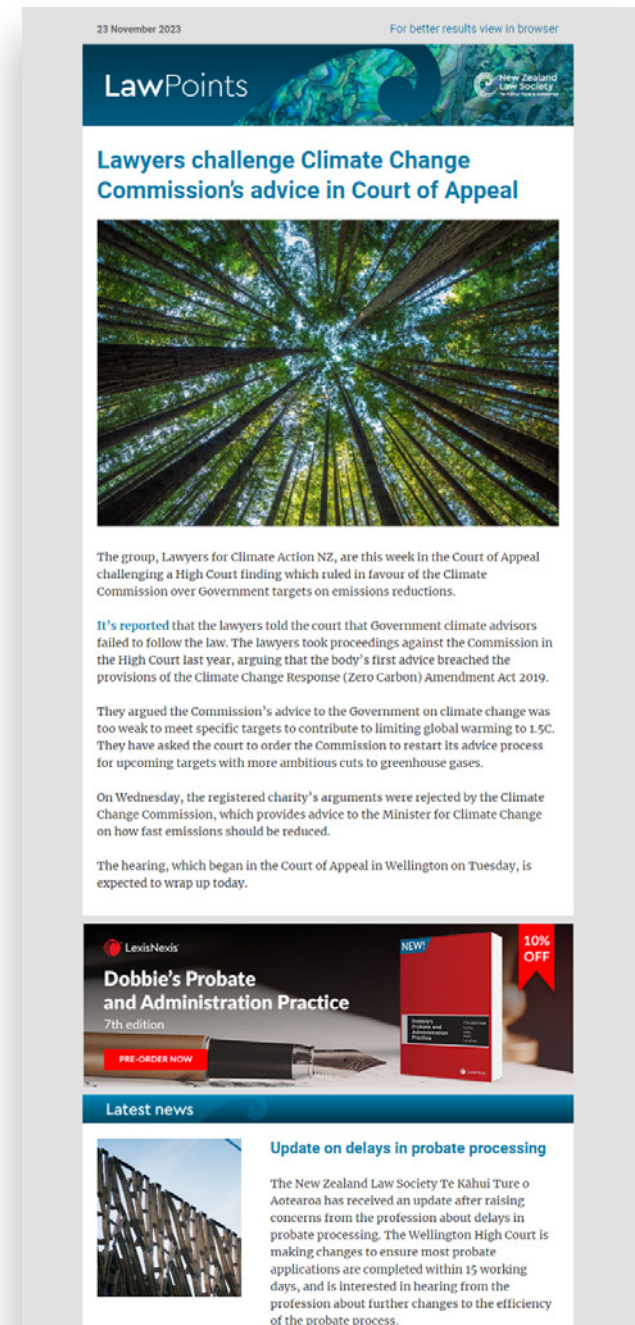 23 November 2023
For better results view in browser
LawPoints
New Zealand
Law Society
Lawyers challenge Climate Change
Commission's advice in Court of Appeal
The group, Lawyers for Climate Action NZ, are this week in the Court of Appeal
challenging a High Court finding which ruled in favour of the Climate
Commission over Government targets on emissions reductions.
It's reported that the lawyers told the court that Government climate advisors
failed to follow the law. The lawyers took proceedings against the Commission in
the High Court last year, arguing that the body's first advice breached the
provisions of the Climate Change Response (Zero Carbon) Amendment Act 2019.
They argued the Commission's advice to the Government on climate change was
too weak to meet specific targets to contribute to limiting global warming to 1.5C.
They have asked the court to order the Commission to restart its advice process
for upcoming targets with more ambitious cuts to greenhouse gases.
On Wednesday, the registered charity's arguments were rejected by the Climate
Change Commission, which provides advice to the Minister for Climate Change
on how fast emissions should be reduced.
The hearing, which began in the Court of Appeal in Wellington on Tuesday, is
expected to wrap up today.
LexisNexis
Dobbie's Probate
and Administration Practice
7th edition
PRE-ORDER NOW
NEW!
10%
OFF
Dobbie's
Probate and
Administration
Practice
Latest news
Update on delays in probate processing
The New Zealand Law Society Te Kāhui Ture o
Aotearoa has received an update after raising
concerns from the profession about delays in
probate processing. The Wellington High Court is
making changes to ensure most probate
applications are completed within 15 working
days, and is interested in hearing from the
profession about further changes to the efficiency
of the probate process.